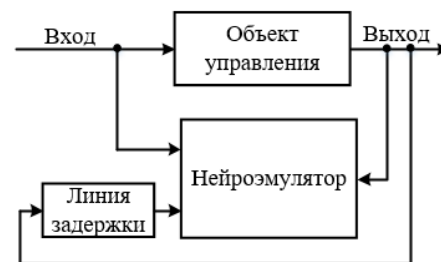 Вход
Объект
управления
Выход
Нейроэмулятор
Линия
задержки